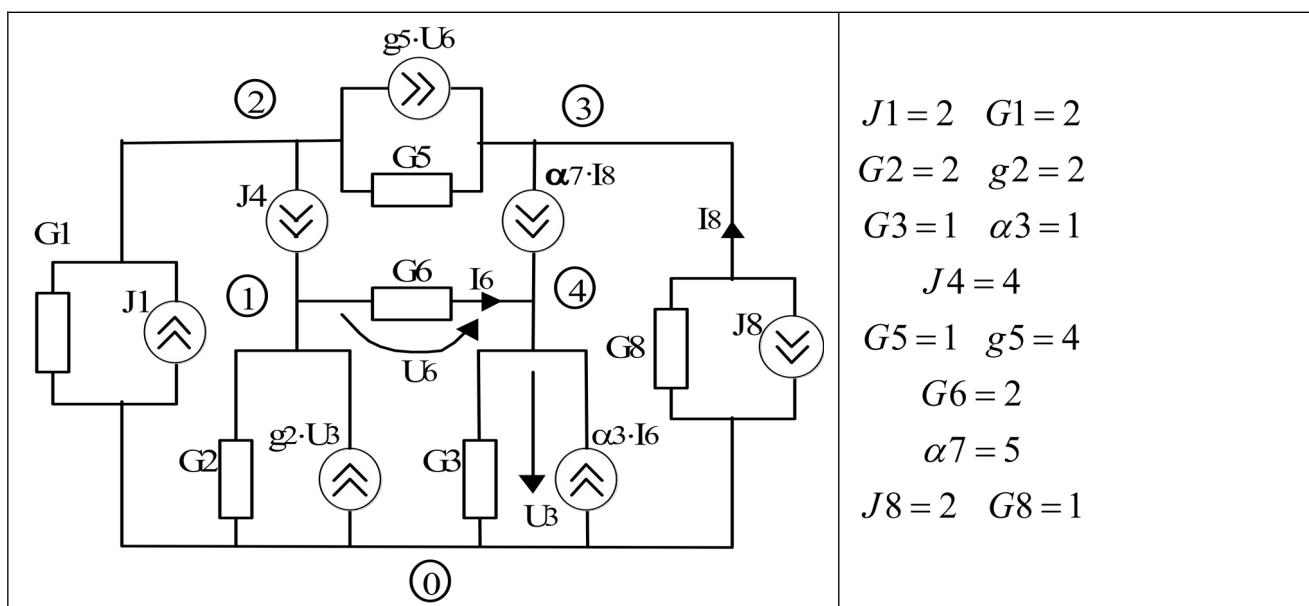 g5·U6
2
3
G5
α7·I8
J4
G1
I8
G6
I6
1
4
J1
J8
G8
U6
g2·U3
α3·I6
G2
G3
U3
0
J1 = 2 G1 = 2
G2 = 2 g2 = 2
G3 = 1 α3 = 1
J4 = 4
G5 = 1 g5 = 4
G6 = 2
α7 = 5
J8 = 2 G8 = 1